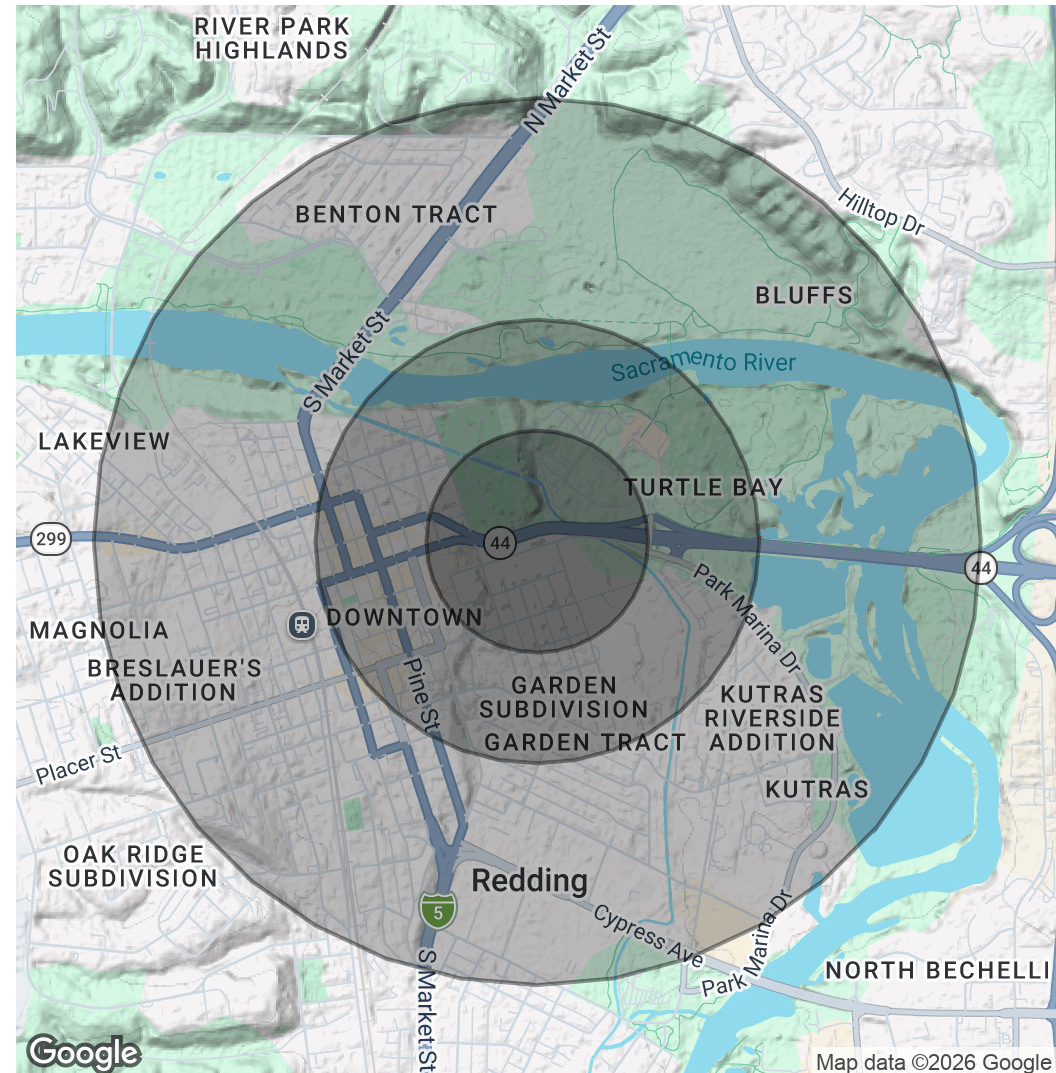 RIVER PARK
HIGHLANDS
N Market St
Hilltop Dr
BENTON TRACT
BLUFFS
S Market St
Sacramento River
LAKEVIEW
TURTLE BAY
299
44
44
Park Marina Dr
DOWNTOWN
MAGNOLIA
BRESLAUER'S
ADDITION
Pine St
GARDEN
SUBDIVISION
KUTRAS
RIVERSIDE
ADDITION
GARDEN TRACT
Placer St
KUTRAS
OAK RIDGE
SUBDIVISION
Redding
5
Cypress Ave
Park Marina Dr
S Market St
NORTH BECHELLI
Google
Map data ©2026 Google